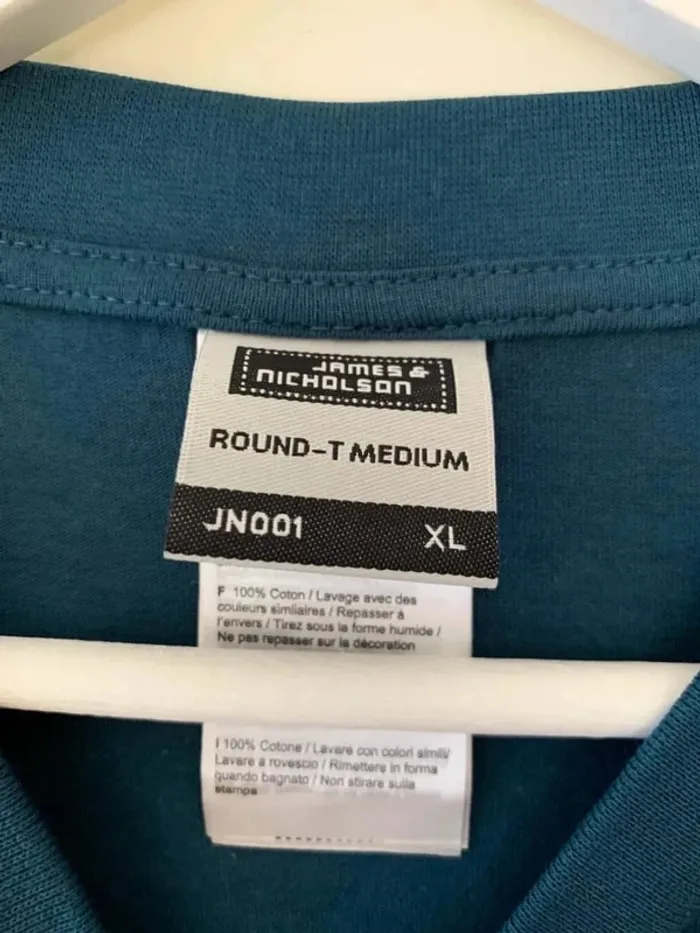 JAMES &
NICHOLSON
ROUND-T MEDIUM
JN001 XL
F 100% Coton / Lavage avec des
couleurs similaires / Repasser à
l'envers / Tirez sous la forme humide /
Ne pas repasser sur la décoration
I 100% Cotone / Lavare con colori simili/
Lavare a rovescio / Rimetters in forma
quando bagnato / Non stirare sulla
stampa